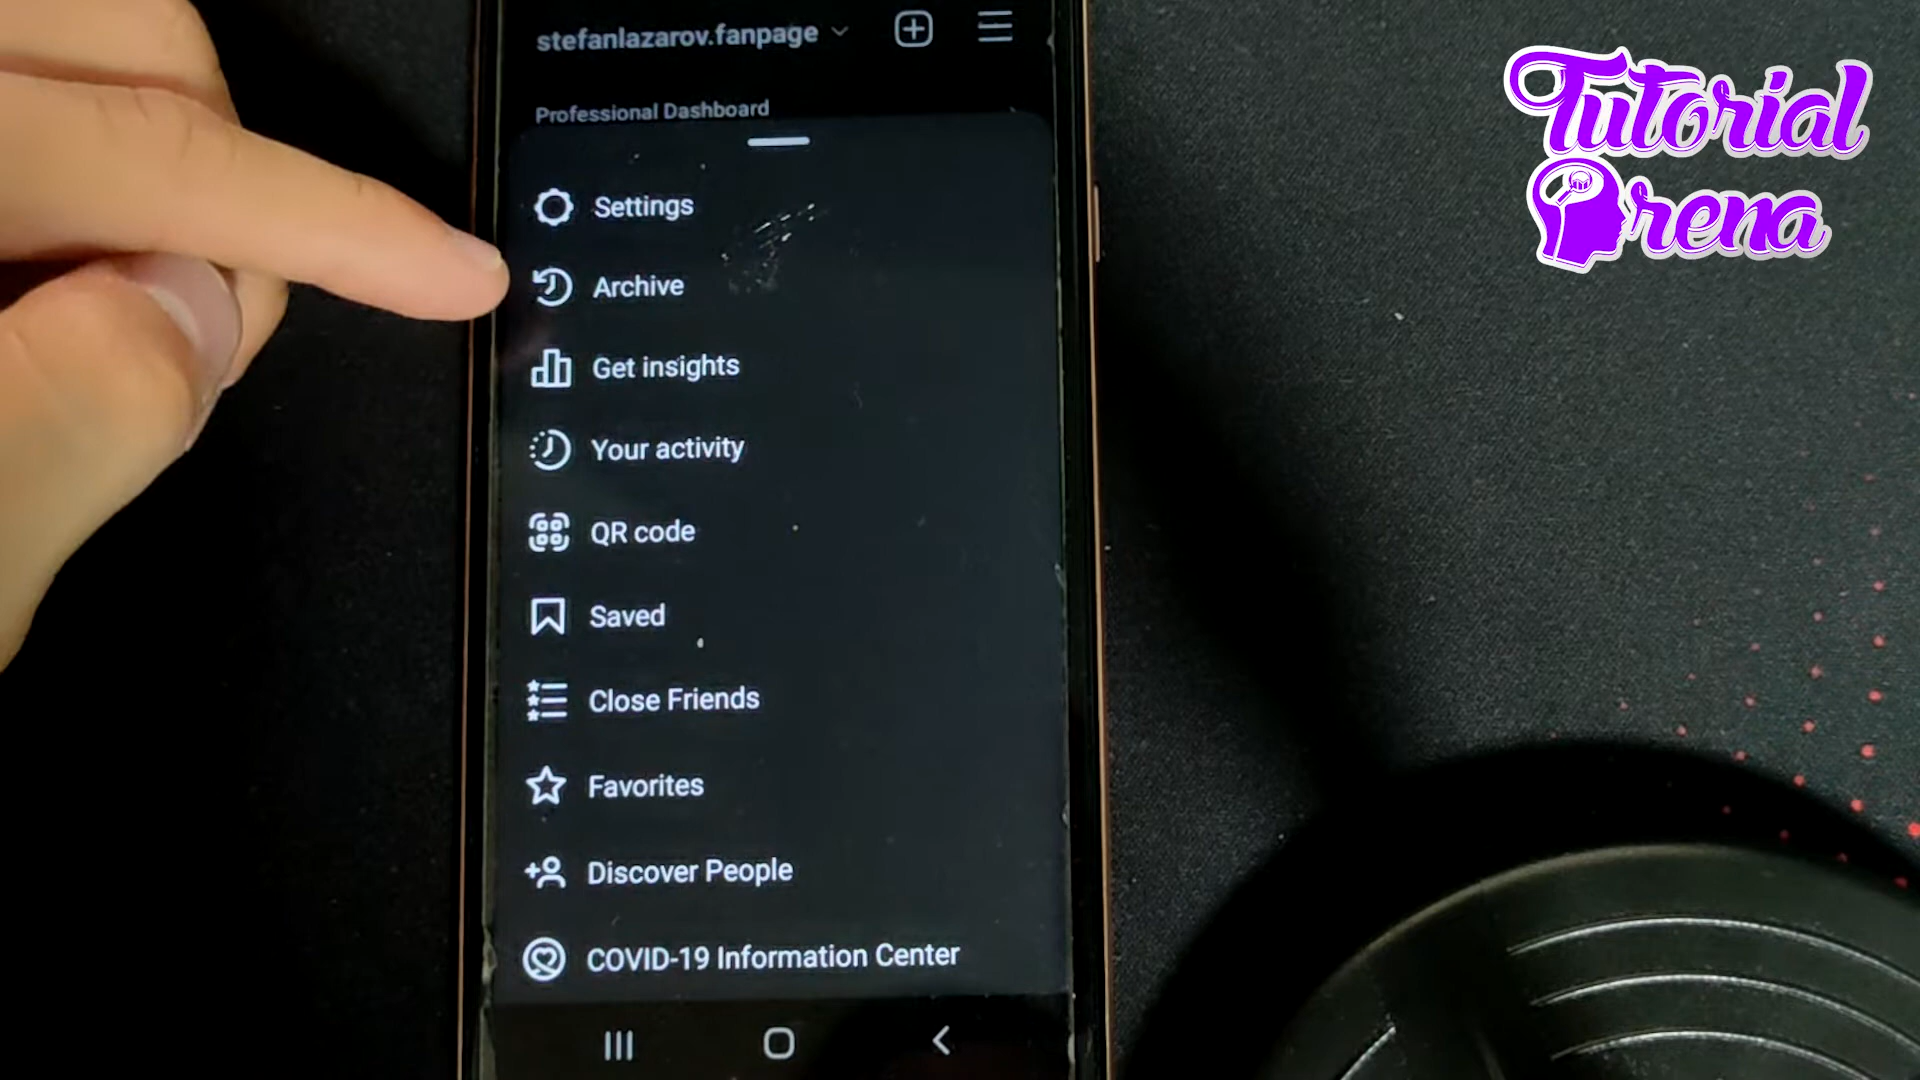 stefanlazarov.fanpage
Professional Dashboard
Settings
Archive
Get insights
Your activity
QR code
Saved
Close Friends
Favorites
Discover People
COVID-19 Information Center
Tutorial
Arena